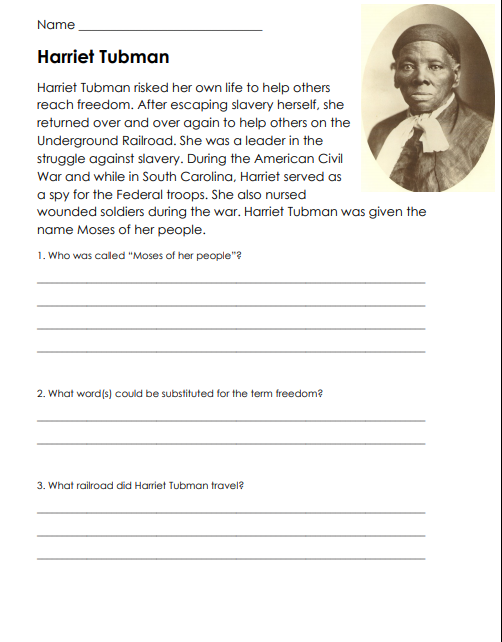 Name ____________________________
Harriet Tubman
Harriet Tubman risked her own life to help others
reach freedom. After escaping slavery herself, she
returned over and over again to help others on the
Underground Railroad. She was a leader in the
struggle against slavery. During the American Civil
War and while in South Carolina, Harriet served as
a spy for the Federal troops. She also nursed
wounded soldiers during the war. Harriet Tubman was given the
name Moses of her people.
1. Who was called “Moses of her people”?
2. What word(s) could be substituted for the term freedom?
3. What railroad did Harriet Tubman travel?